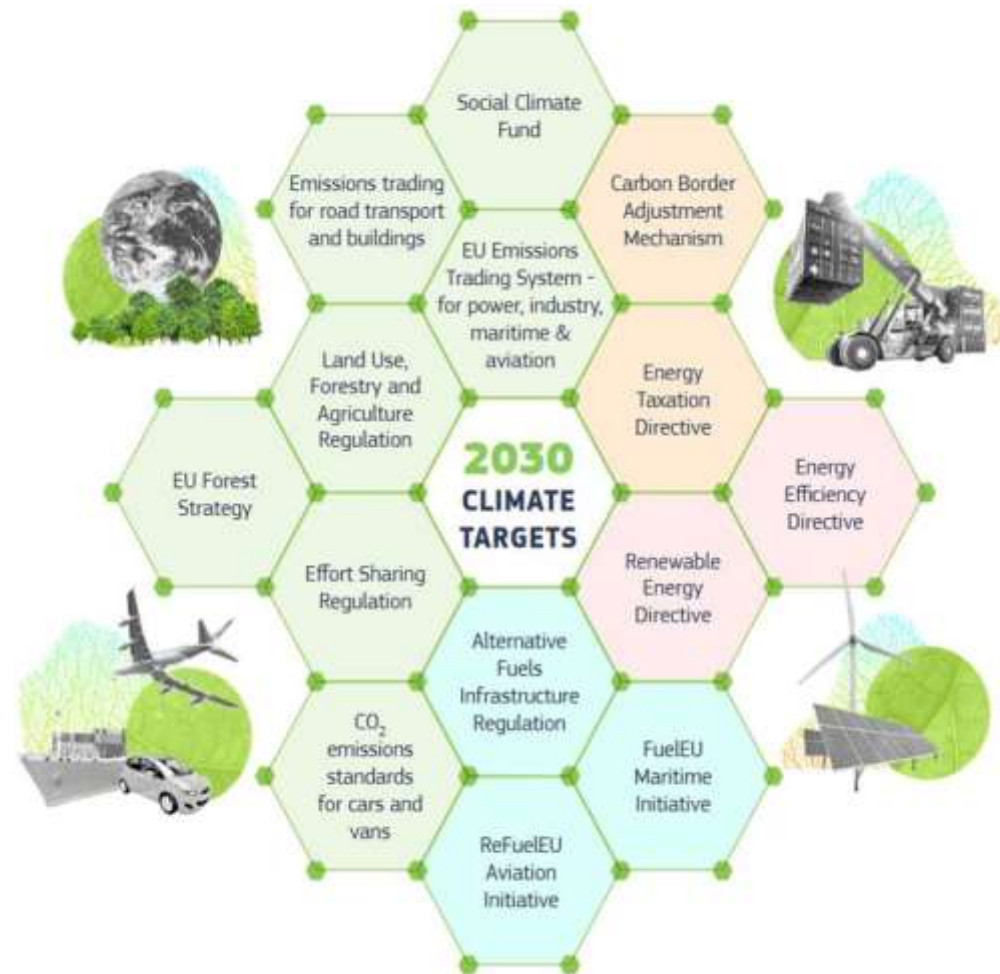 Social Climate
Fund
Emissions trading
for road transport
and buildings
Carbon Border
Adjustment
Mechanism
EU Emissions
Trading System -
for power, industry,
maritime &
aviation
Land Use,
Forestry and
Agriculture
Regulation
Energy
Taxation
Directive
EU Forest
Strategy
2030
CLIMATE
TARGETS
Energy
Efficiency
Directive
Effort Sharing
Regulation
Renewable
Energy
Directive
Alternative
Fuels
Infrastructure
Regulation
CO₂
emissions
standards
for cars and
vans
FuelEU
Maritime
Initiative
ReFuelEU
Aviation
Initiative